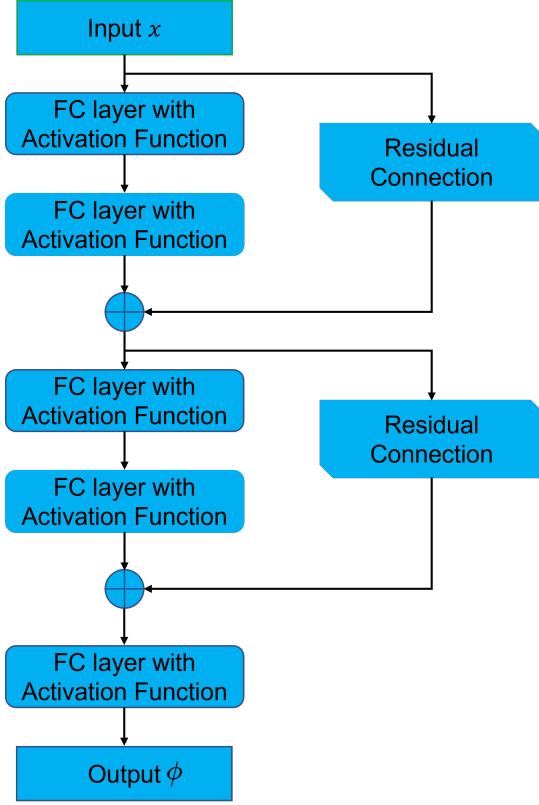 Input x
FC layer with
Activation Function
Residual
Connection
FC layer with
Activation Function
FC layer with
Activation Function
Residual
Connection
FC layer with
Activation Function
FC layer with
Activation Function
Output ϕ